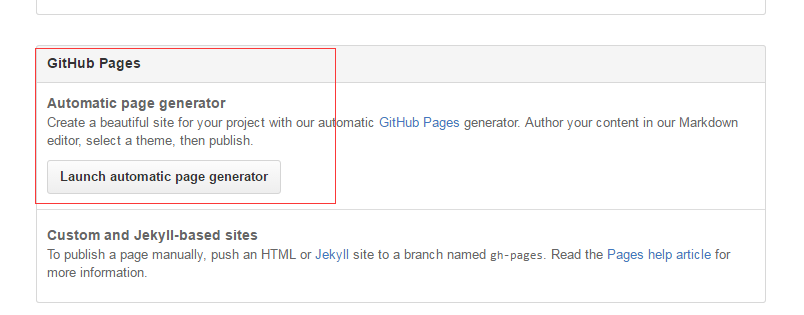 GitHub Pages
Automatic page generator
Create a beautiful site for your project with our automatic GitHub Pages generator. Author your content in our Markdown
editor, select a theme, then publish.
Launch automatic page generator
Custom and Jekyll-based sites
To publish a page manually, push an HTML or Jekyll site to a branch named gh-pages. Read the Pages help article for
more information.